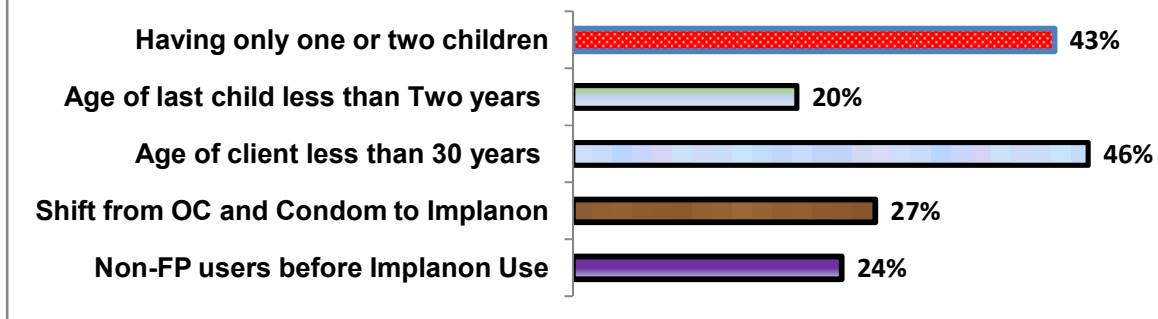 Having only one or two children 43%
Age of last child less than Two years 20%
Age of client less than 30 years 46%
Shift from OC and Condom to Implanon 27%
Non-FP users before Implanon Use 24%